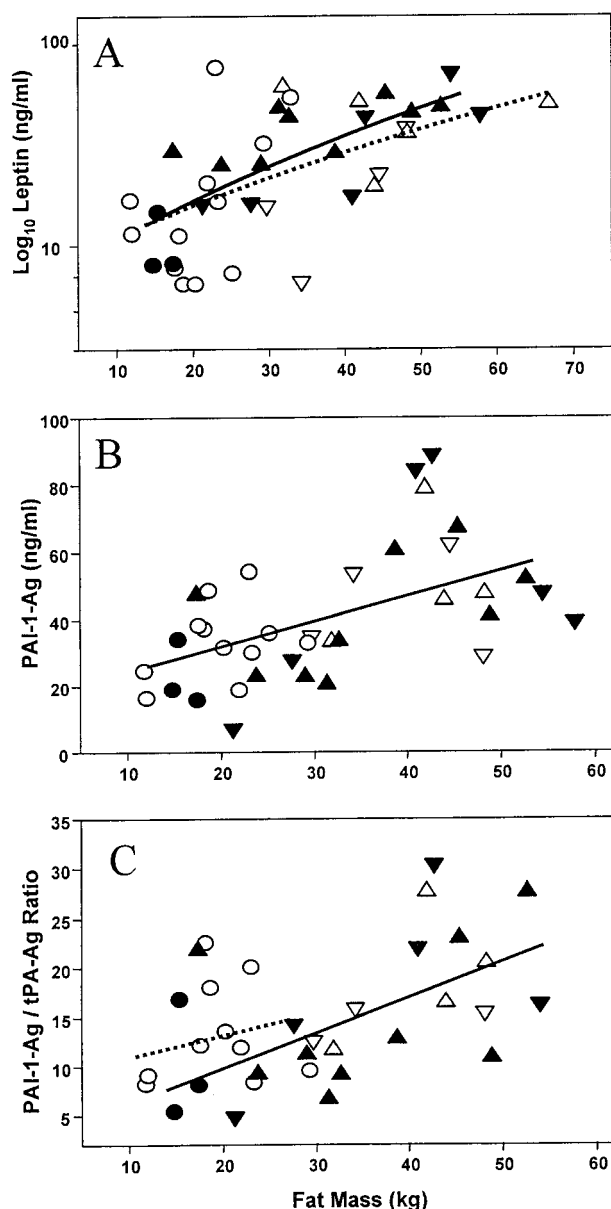 A
100
10
Log10 Leptin (ng/ml)
10 20 30 40 50 60 70
B
100
80
60
40
20
0
PAI-1-Ag (ng/ml)
10 20 30 40 50 60
C
35
30
25
20
15
10
5
PAI-1-Ag / tPA-Ag Ratio
10 20 30 40 50 60
Fat Mass (kg)